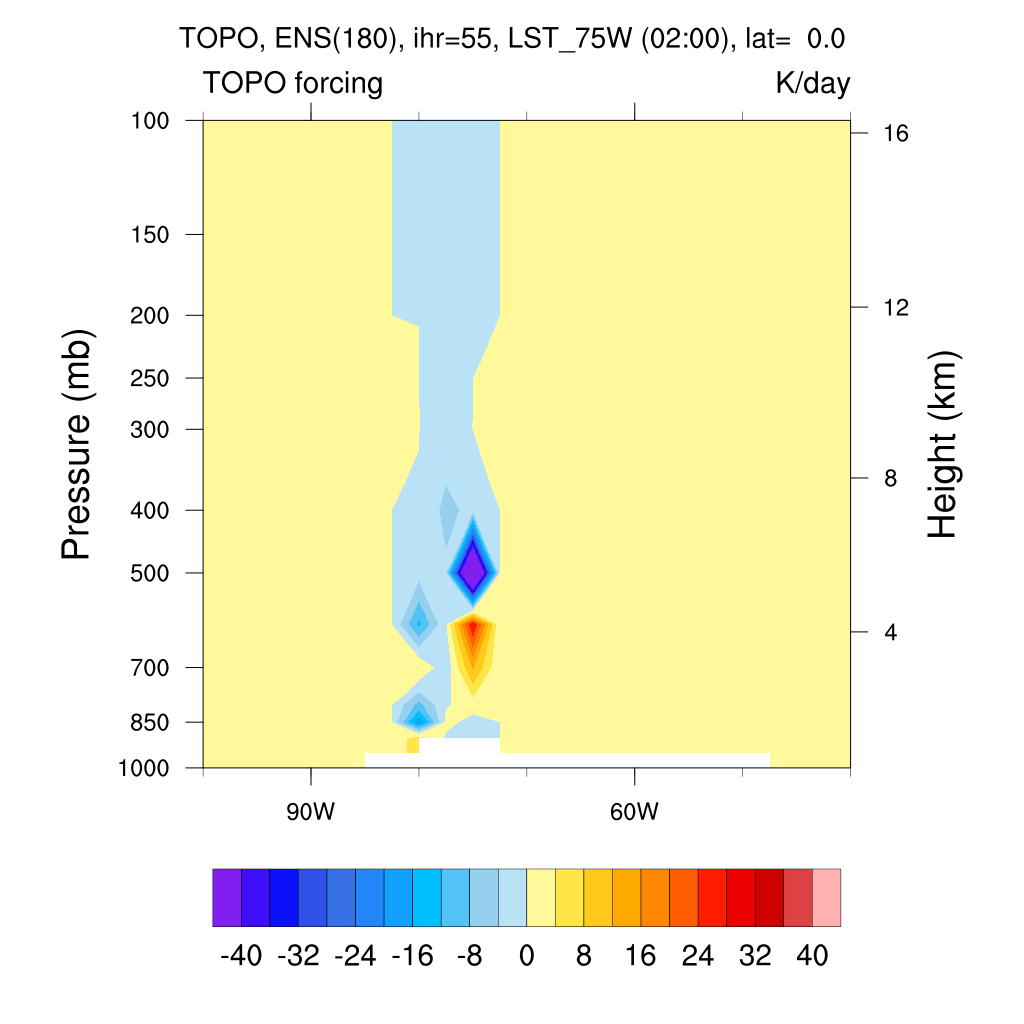 TOPO, ENS(180), ihr=55, LST_75W (02:00), lat=  0.0
TOPO forcing
K/day
100
150
200
250
300
400
500
700
850
1000
Pressure (mb)
16
12
8
4
Height (km)
90W
60W
-40 -32 -24 -16 -8 0 8 16 24 32 40